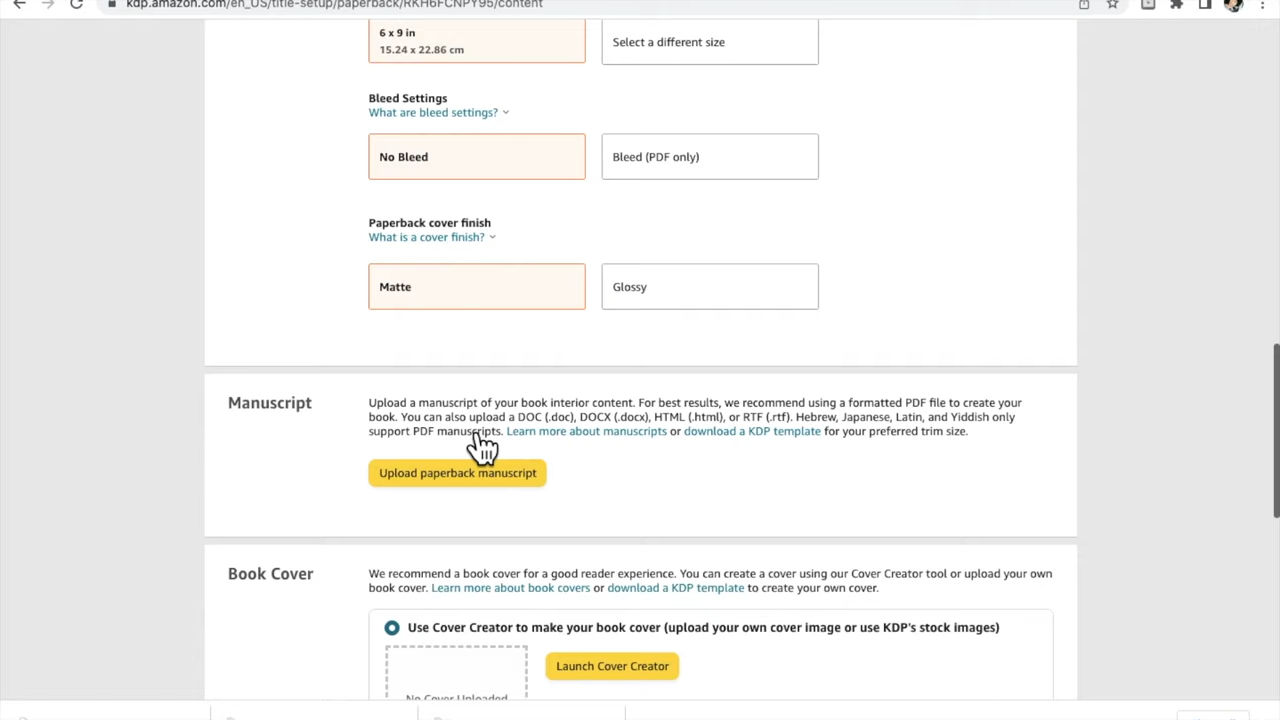 kdp.amazon.com/en_US/title-setup/paperback/RKH6FCNPY95/content
6 x 9 in
15.24 x 22.86 cm
Select a different size
Bleed Settings
What are bleed settings?
No Bleed
Bleed (PDF only)
Paperback cover finish
What is a cover finish?
Matte
Glossy
Manuscript
Upload a manuscript of your book interior content. For best results, we recommend using a formatted PDF file to create your
book. You can also upload a DOC (.doc), DOCX (.docx), HTML (.html), or RTF (.rtf). Hebrew, Japanese, Latin, and Yiddish only
support PDF manuscripts. Learn more about manuscripts or download a KDP template for your preferred trim size.
Upload paperback manuscript
Book Cover
We recommend a book cover for a good reader experience. You can create a cover using our Cover Creator tool or upload your own
book cover. Learn more about book covers or download a KDP template to create your own cover.
Use Cover Creator to make your book cover (upload your own cover image or use KDP's stock images)
Launch Cover Creator
No Cover Uploaded